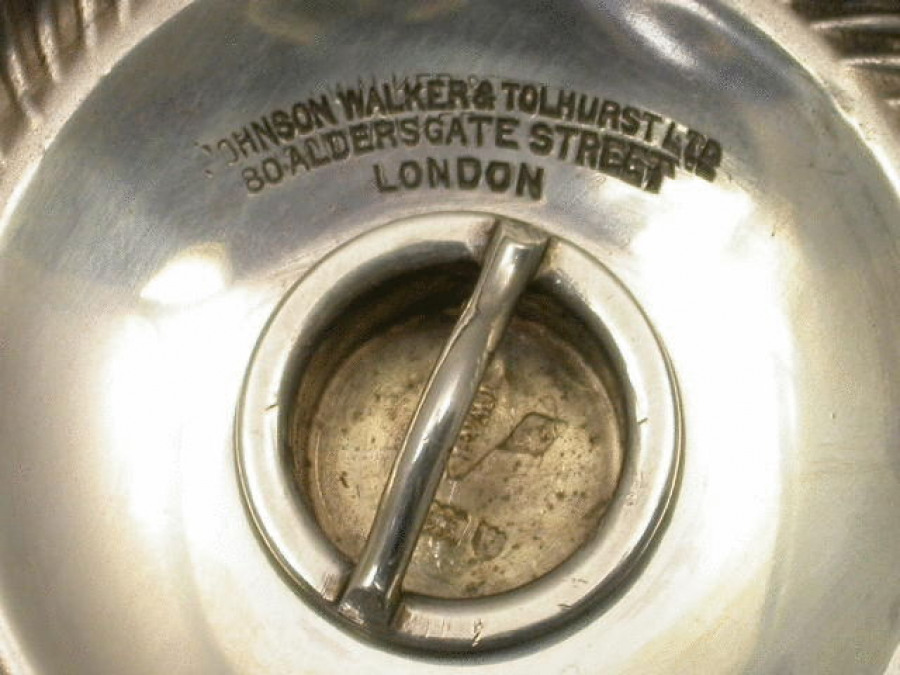 JOHNSON WALKER & TOLHURST LTD
80 ALDERSGATE STREET
LONDON